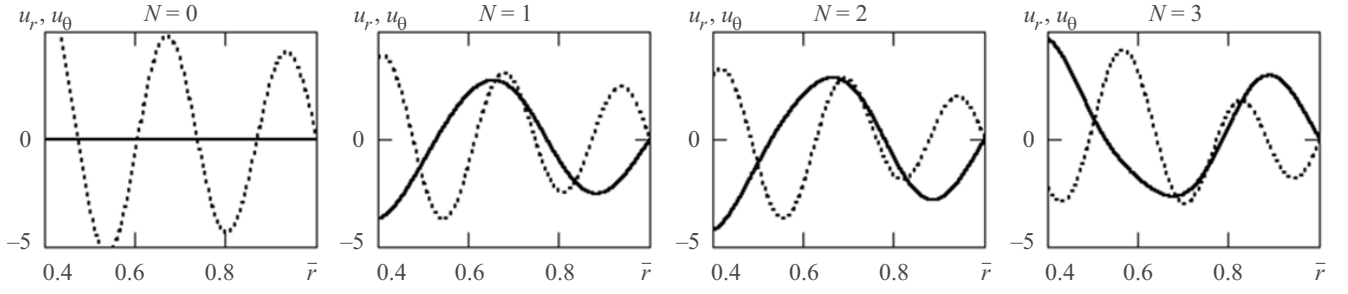 u_r, u_θ N = 0
0
–5
0.4 0.6 0.8 r̄
u_r, u_θ N = 1
0
–5
0.4 0.6 0.8 r̄
u_r, u_θ N = 2
0
–5
0.4 0.6 0.8 r̄
u_r, u_θ N = 3
0
–5
0.4 0.6 0.8 r̄